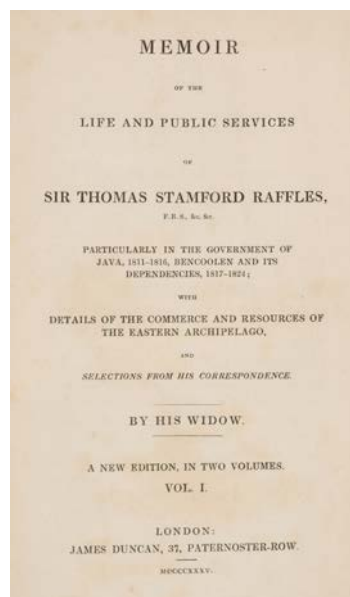 MEMOIR
OF THE
LIFE AND PUBLIC SERVICES
OF
SIR THOMAS STAMFORD RAFFLES,
F.R.S., &c. &c.
PARTICULARLY IN THE GOVERNMENT OF
JAVA, 1811–1816, BENCOOLEN AND ITS
DEPENDENCIES, 1817–1824;
WITH
DETAILS OF THE COMMERCE AND RESOURCES OF
THE EASTERN ARCHIPELAGO,
AND
SELECTIONS FROM HIS CORRESPONDENCE.
BY HIS WIDOW.
A NEW EDITION, IN TWO VOLUMES.
VOL. I.
LONDON:
JAMES DUNCAN, 37, PATERNOSTER-ROW.
MDCCCXXXV.